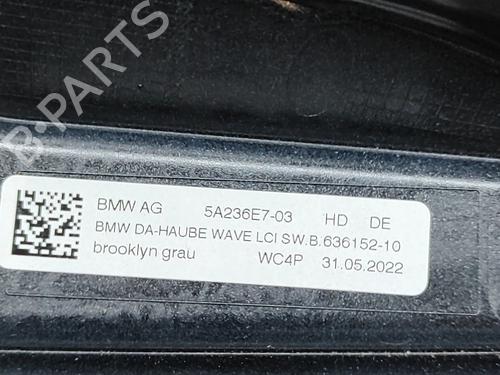 B-PARTS
BMW AG 5A236E7-03 HD DE
BMW DA-HAUBE WAVE LCI SW.B.636152-10
brooklyn grau WC4P 31.05.2022